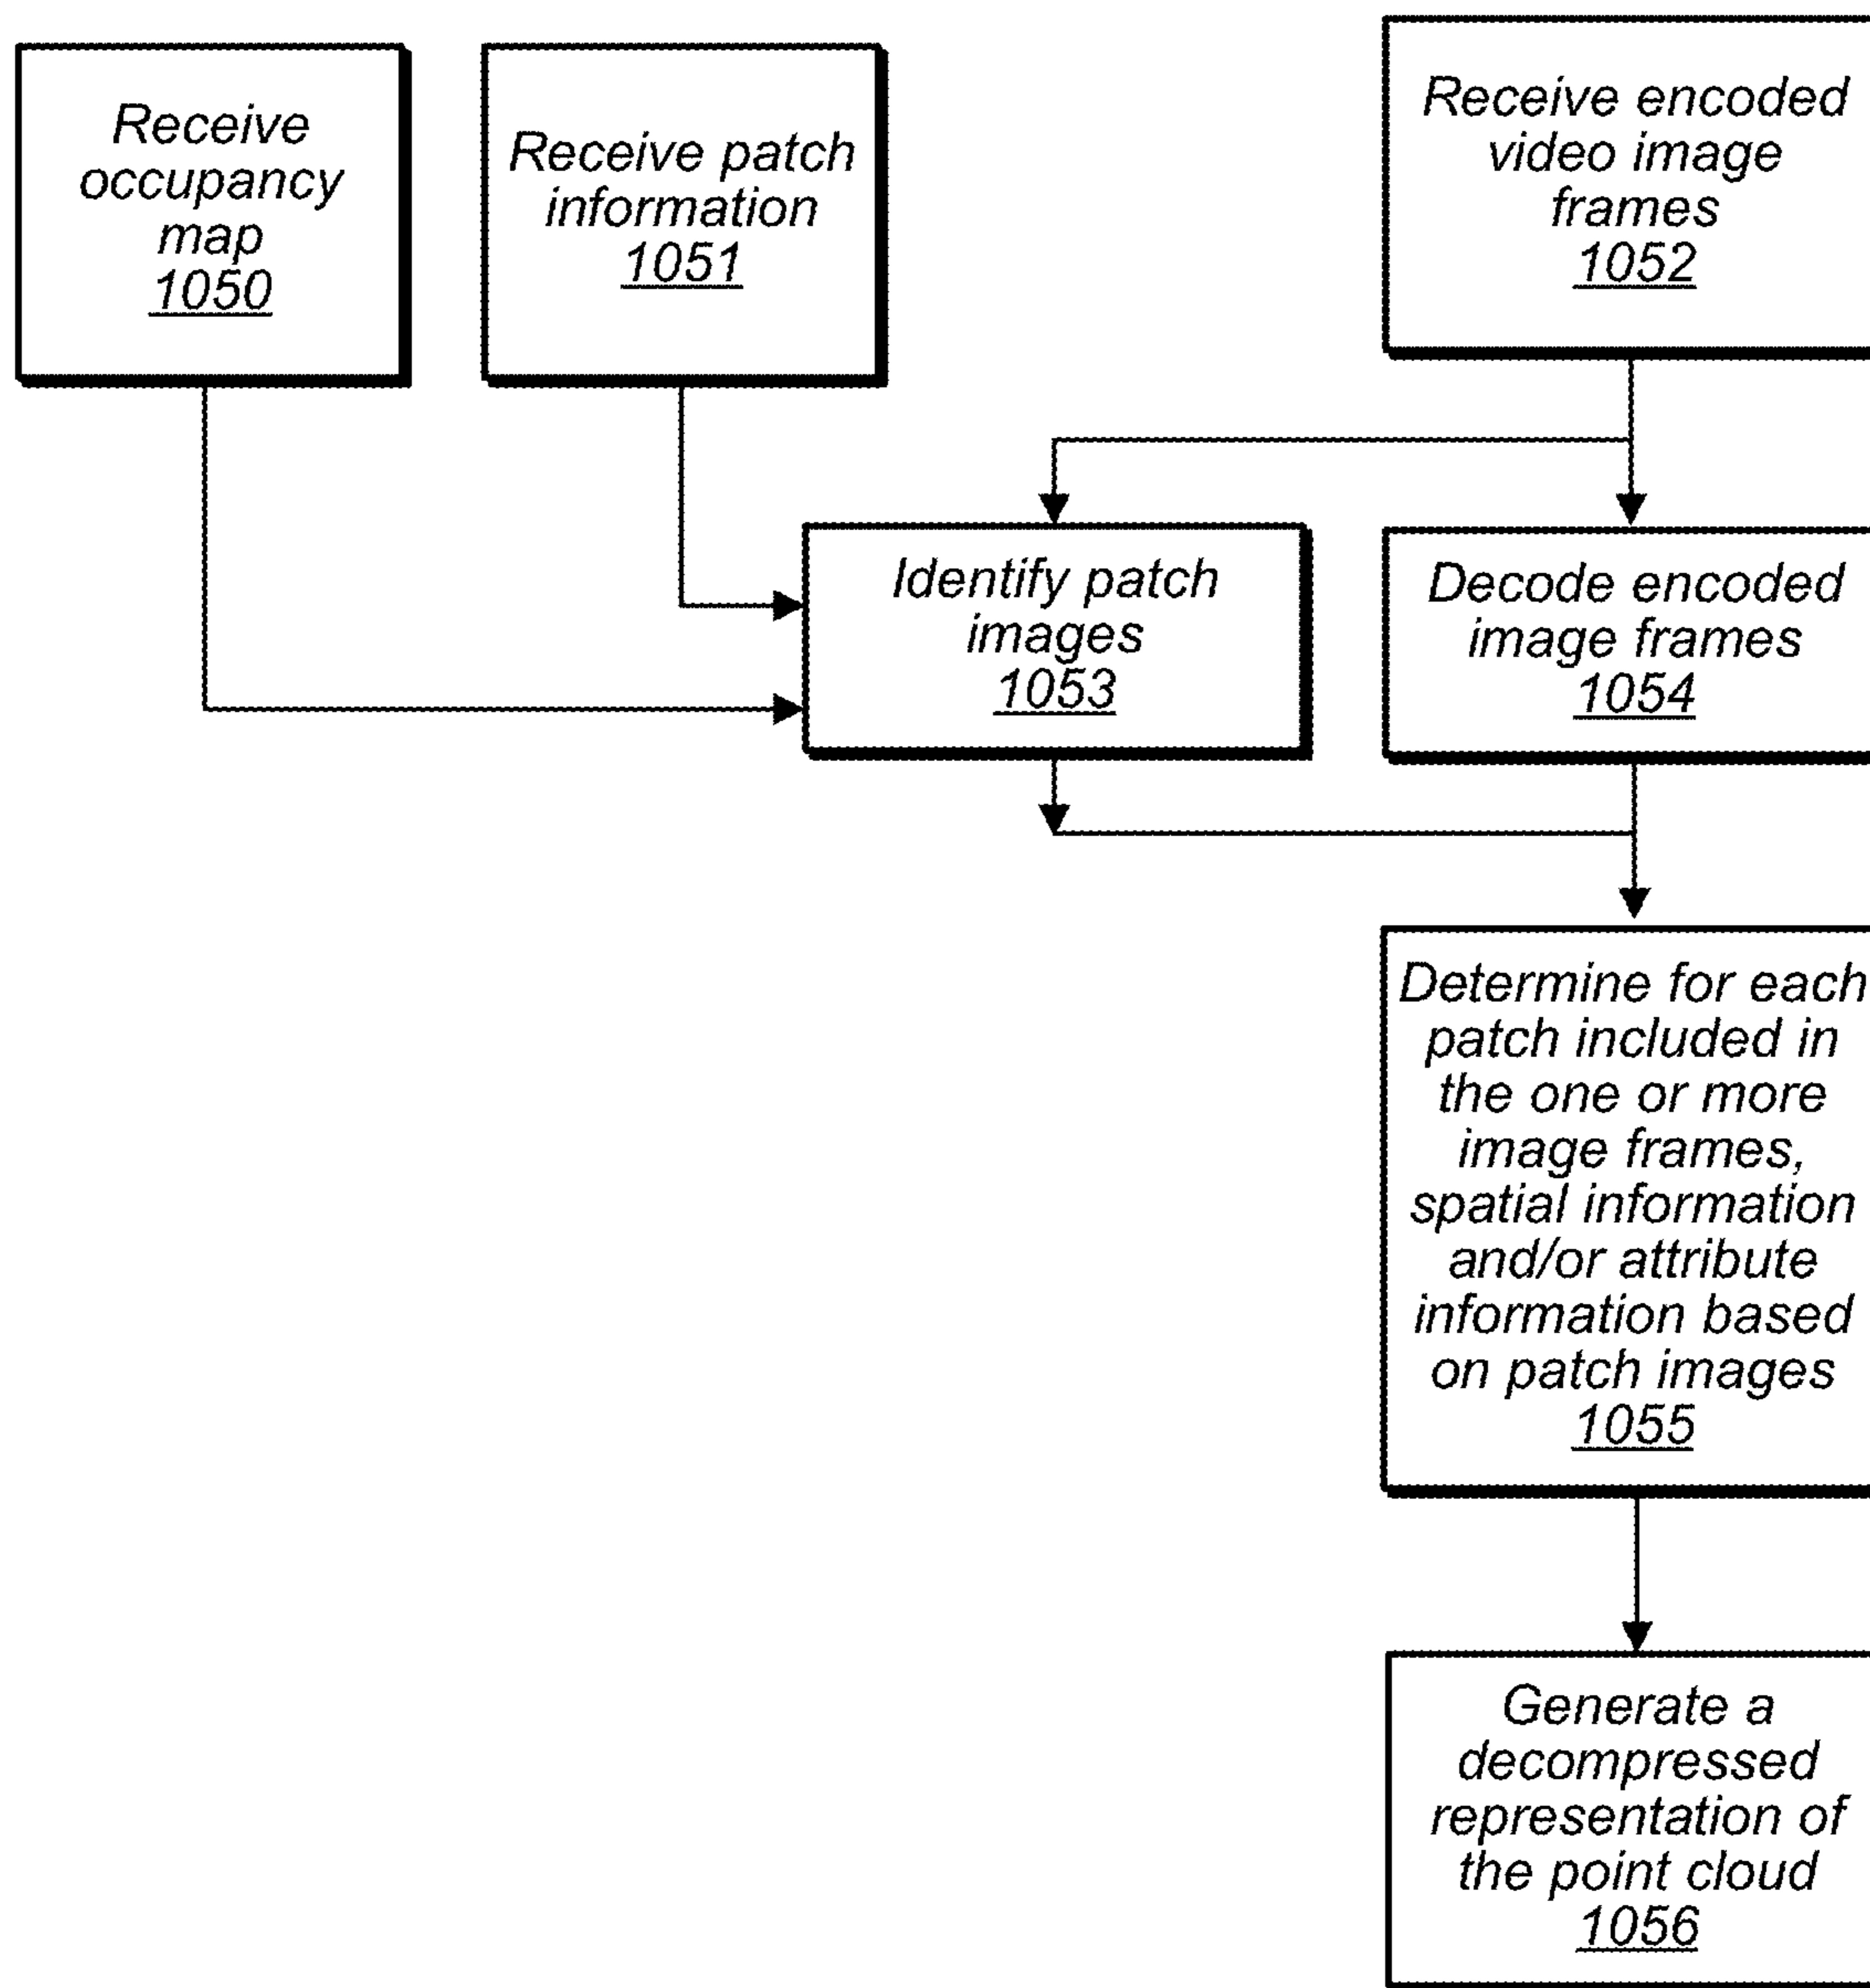 Receive
occupancy
map
1050
Receive patch
information
1051
Receive encoded
video image
frames
1052
Identify patch
images
1053
Decode encoded
image frames
1054
Determine for each
patch included in
the one or more
image frames,
spatial information
and/or attribute
information based
on patch images
1055
Generate a
decompressed
representation of
the point cloud
1056